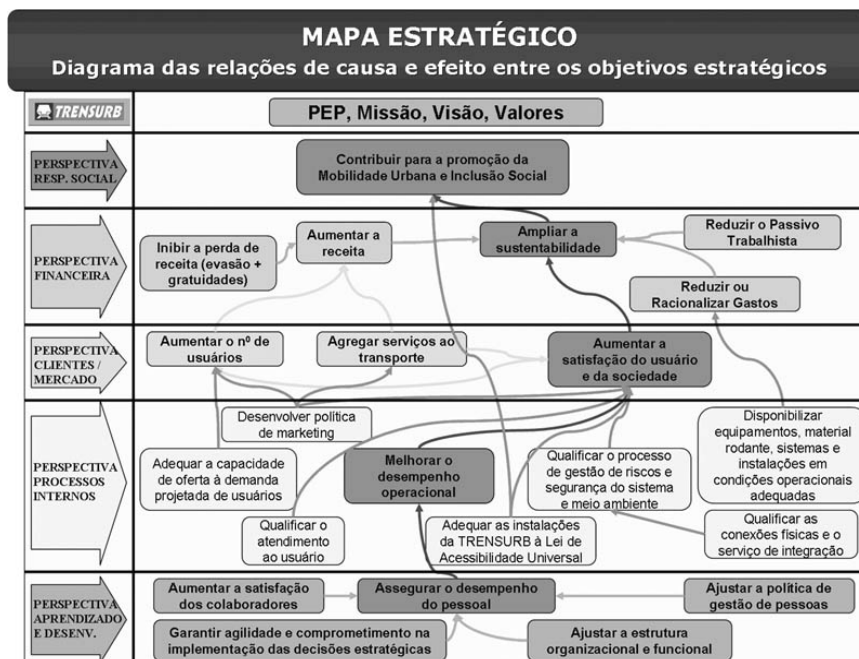 MAPA ESTRATÉGICO
Diagrama das relações de causa e efeito entre os objetivos estratégicos
TRENSURB
PEP, Missão, Visão, Valores
PERSPECTIVA
RESP. SOCIAL
Contribuir para a promoção da
Mobilidade Urbana e Inclusão Social
PERSPECTIVA
FINANCEIRA
Inibir a perda de
receita (evasão +
gratuidades)
Aumentar a
receita
Ampliar a
sustentabilidade
Reduzir o Passivo
Trabalhista
Reduzir ou
Racionalizar Gastos
PERSPECTIVA
CLIENTES /
MERCADO
Aumentar o nº de
usuários
Agregar serviços ao
transporte
Aumentar a
satisfação do usuário
e da sociedade
PERSPECTIVA
PROCESSOS
INTERNOS
Desenvolver política
de marketing
Adequar a capacidade
de oferta à demanda
projetada de usuários
Melhorar o
desempenho
operacional
Qualificar o processo
de gestão de riscos e
segurança do sistema
e meio ambiente
Disponibilizar
equipamentos, material
rodante, sistemas e
instalações em
condições operacionais
adequadas
Qualificar o
atendimento
ao usuário
Adequar as instalações
da TRENSURB à Lei de
Acessibilidade Universal
Qualificar as
conexões físicas e o
serviço de integração
PERSPECTIVA
APRENDIZADO
E DESENV.
Aumentar a satisfação
dos colaboradores
Assegurar o desempenho
do pessoal
Ajustar a política de
gestão de pessoas
Garantir agilidade e comprometimento na
implementação das decisões estratégicas
Ajustar a estrutura
organizacional e funcional